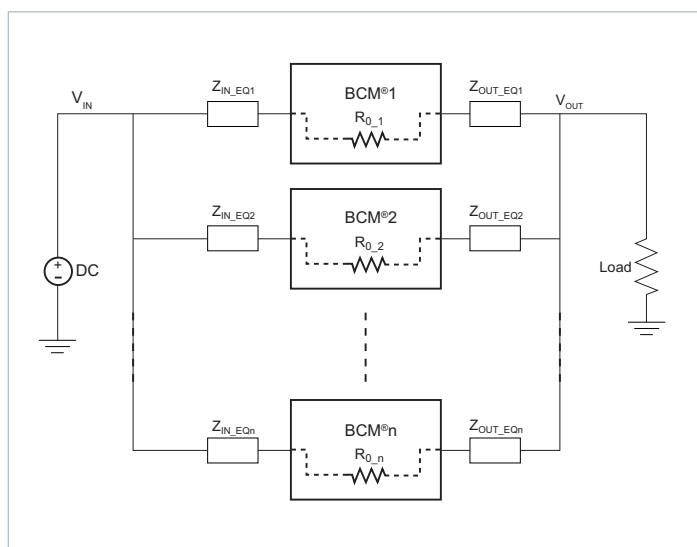 V_IN
Z_IN_EQ1
BCM®1
R_0_1
Z_OUT_EQ1
V_OUT
Z_IN_EQ2
BCM®2
R_0_2
Z_OUT_EQ2
+
DC
Load
Z_IN_EQn
BCM®n
R_0_n
Z_OUT_EQn